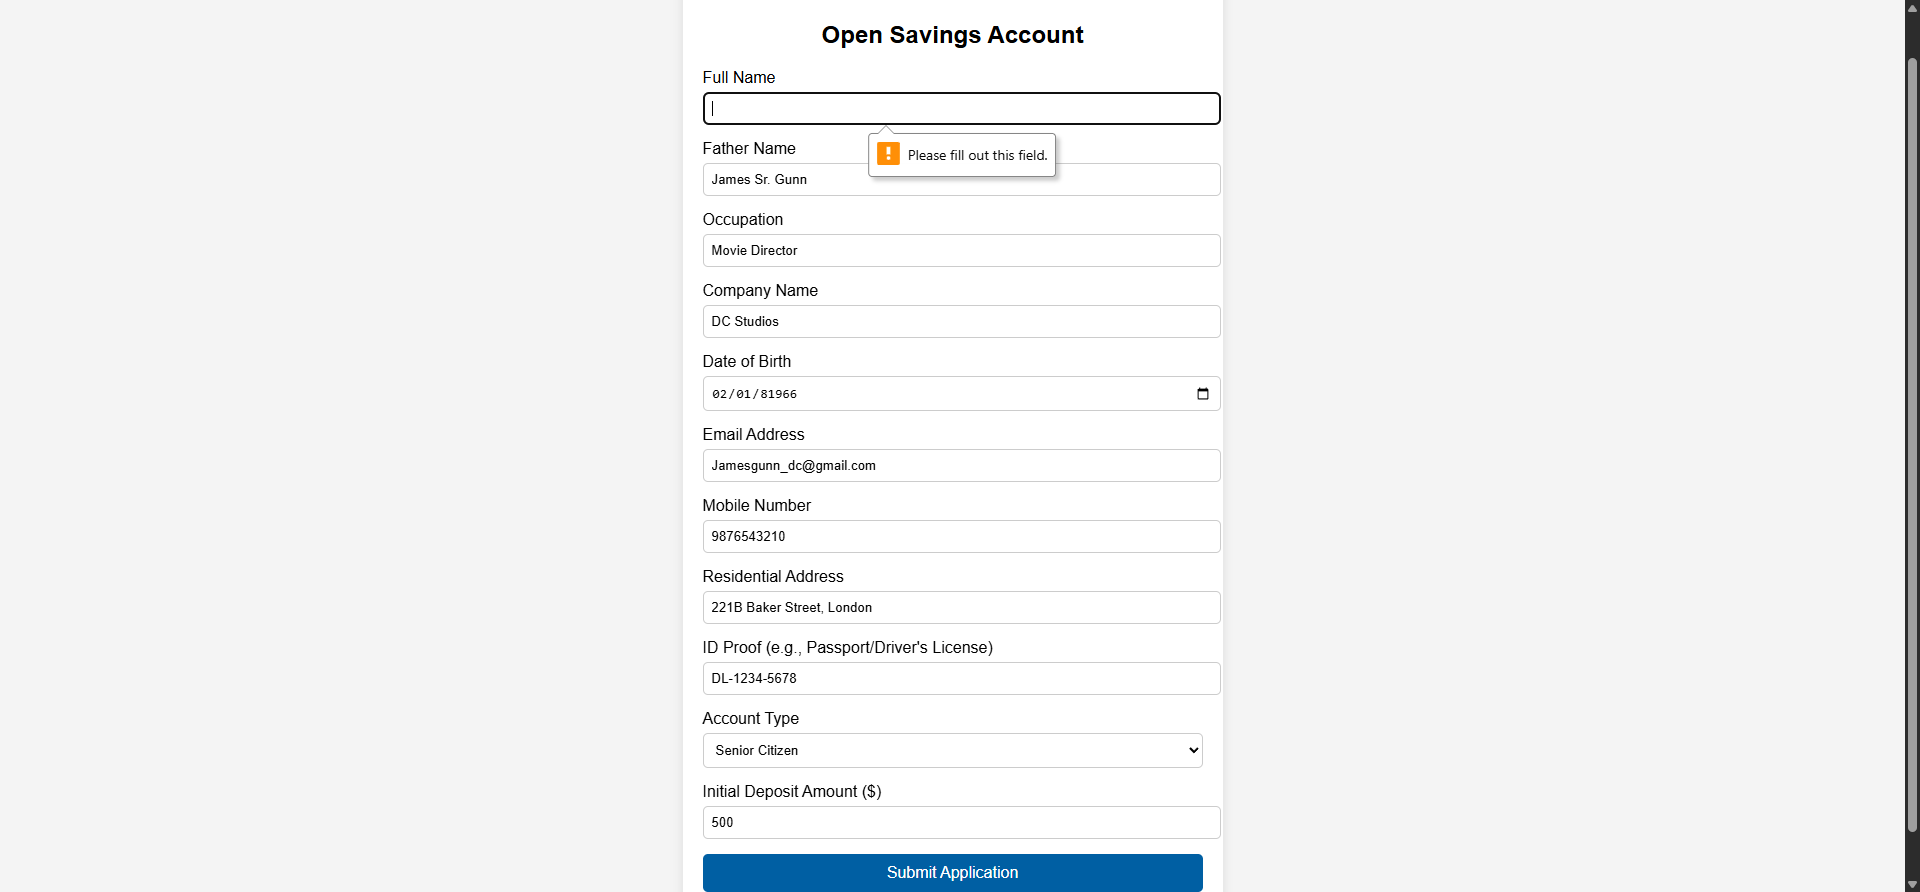 Open Savings Account
Full Name
Please fill out this field.
Father Name
James Sr. Gunn
Occupation
Movie Director
Company Name
DC Studios
Date of Birth
02/01/81966
Email Address
Jamesgunn_dc@gmail.com
Mobile Number
9876543210
Residential Address
221B Baker Street, London
ID Proof (e.g., Passport/Driver's License)
DL-1234-5678
Account Type
Senior Citizen
Initial Deposit Amount ($)
500
Submit Application